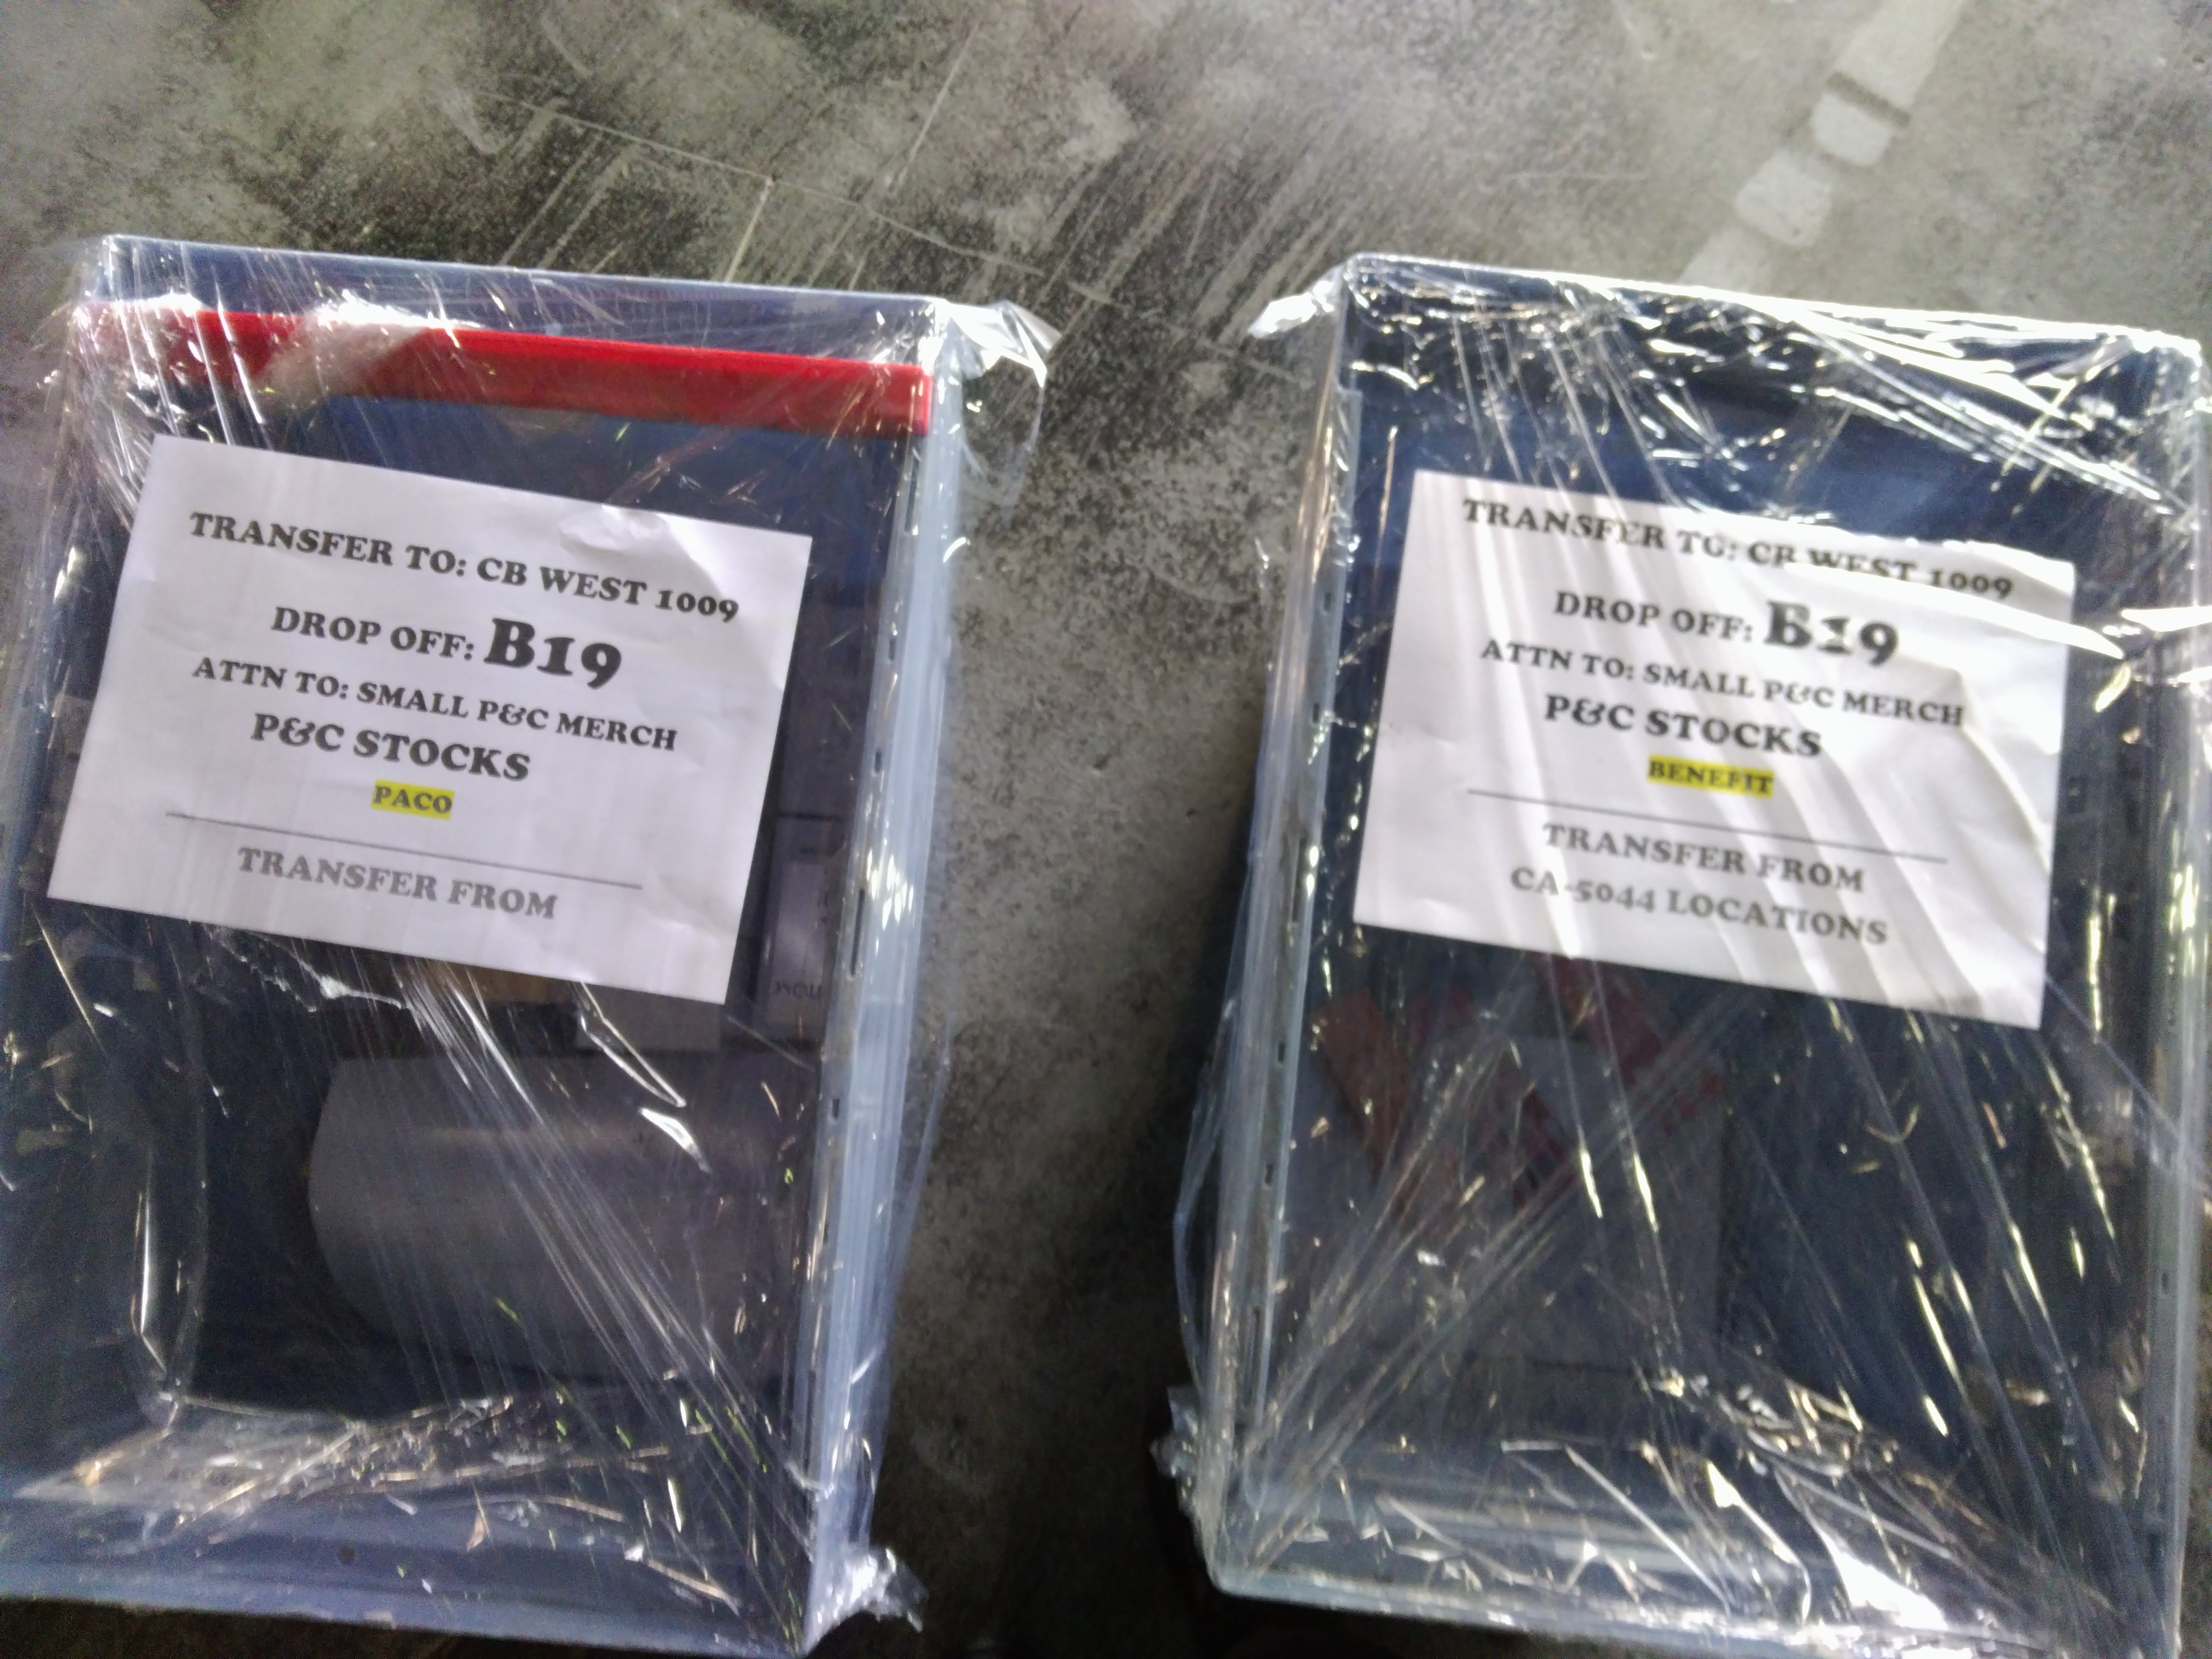 TRANSFER TO: CB WEST 1009
DROP OFF: B19
ATTN TO: SMALL P&C MERCH
P&C STOCKS
PACO
TRANSFER FROM
TRANSFER TO: CB WEST 1009
DROP OFF: B19
ATTN TO: SMALL P&C MERCH
P&C STOCKS
BENEFIT
TRANSFER FROM
CA-5044 LOCATIONS